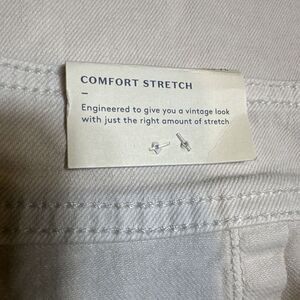 COMFORT STRETCH
–
Engineered to give you a vintage look
with just the right amount of stretch